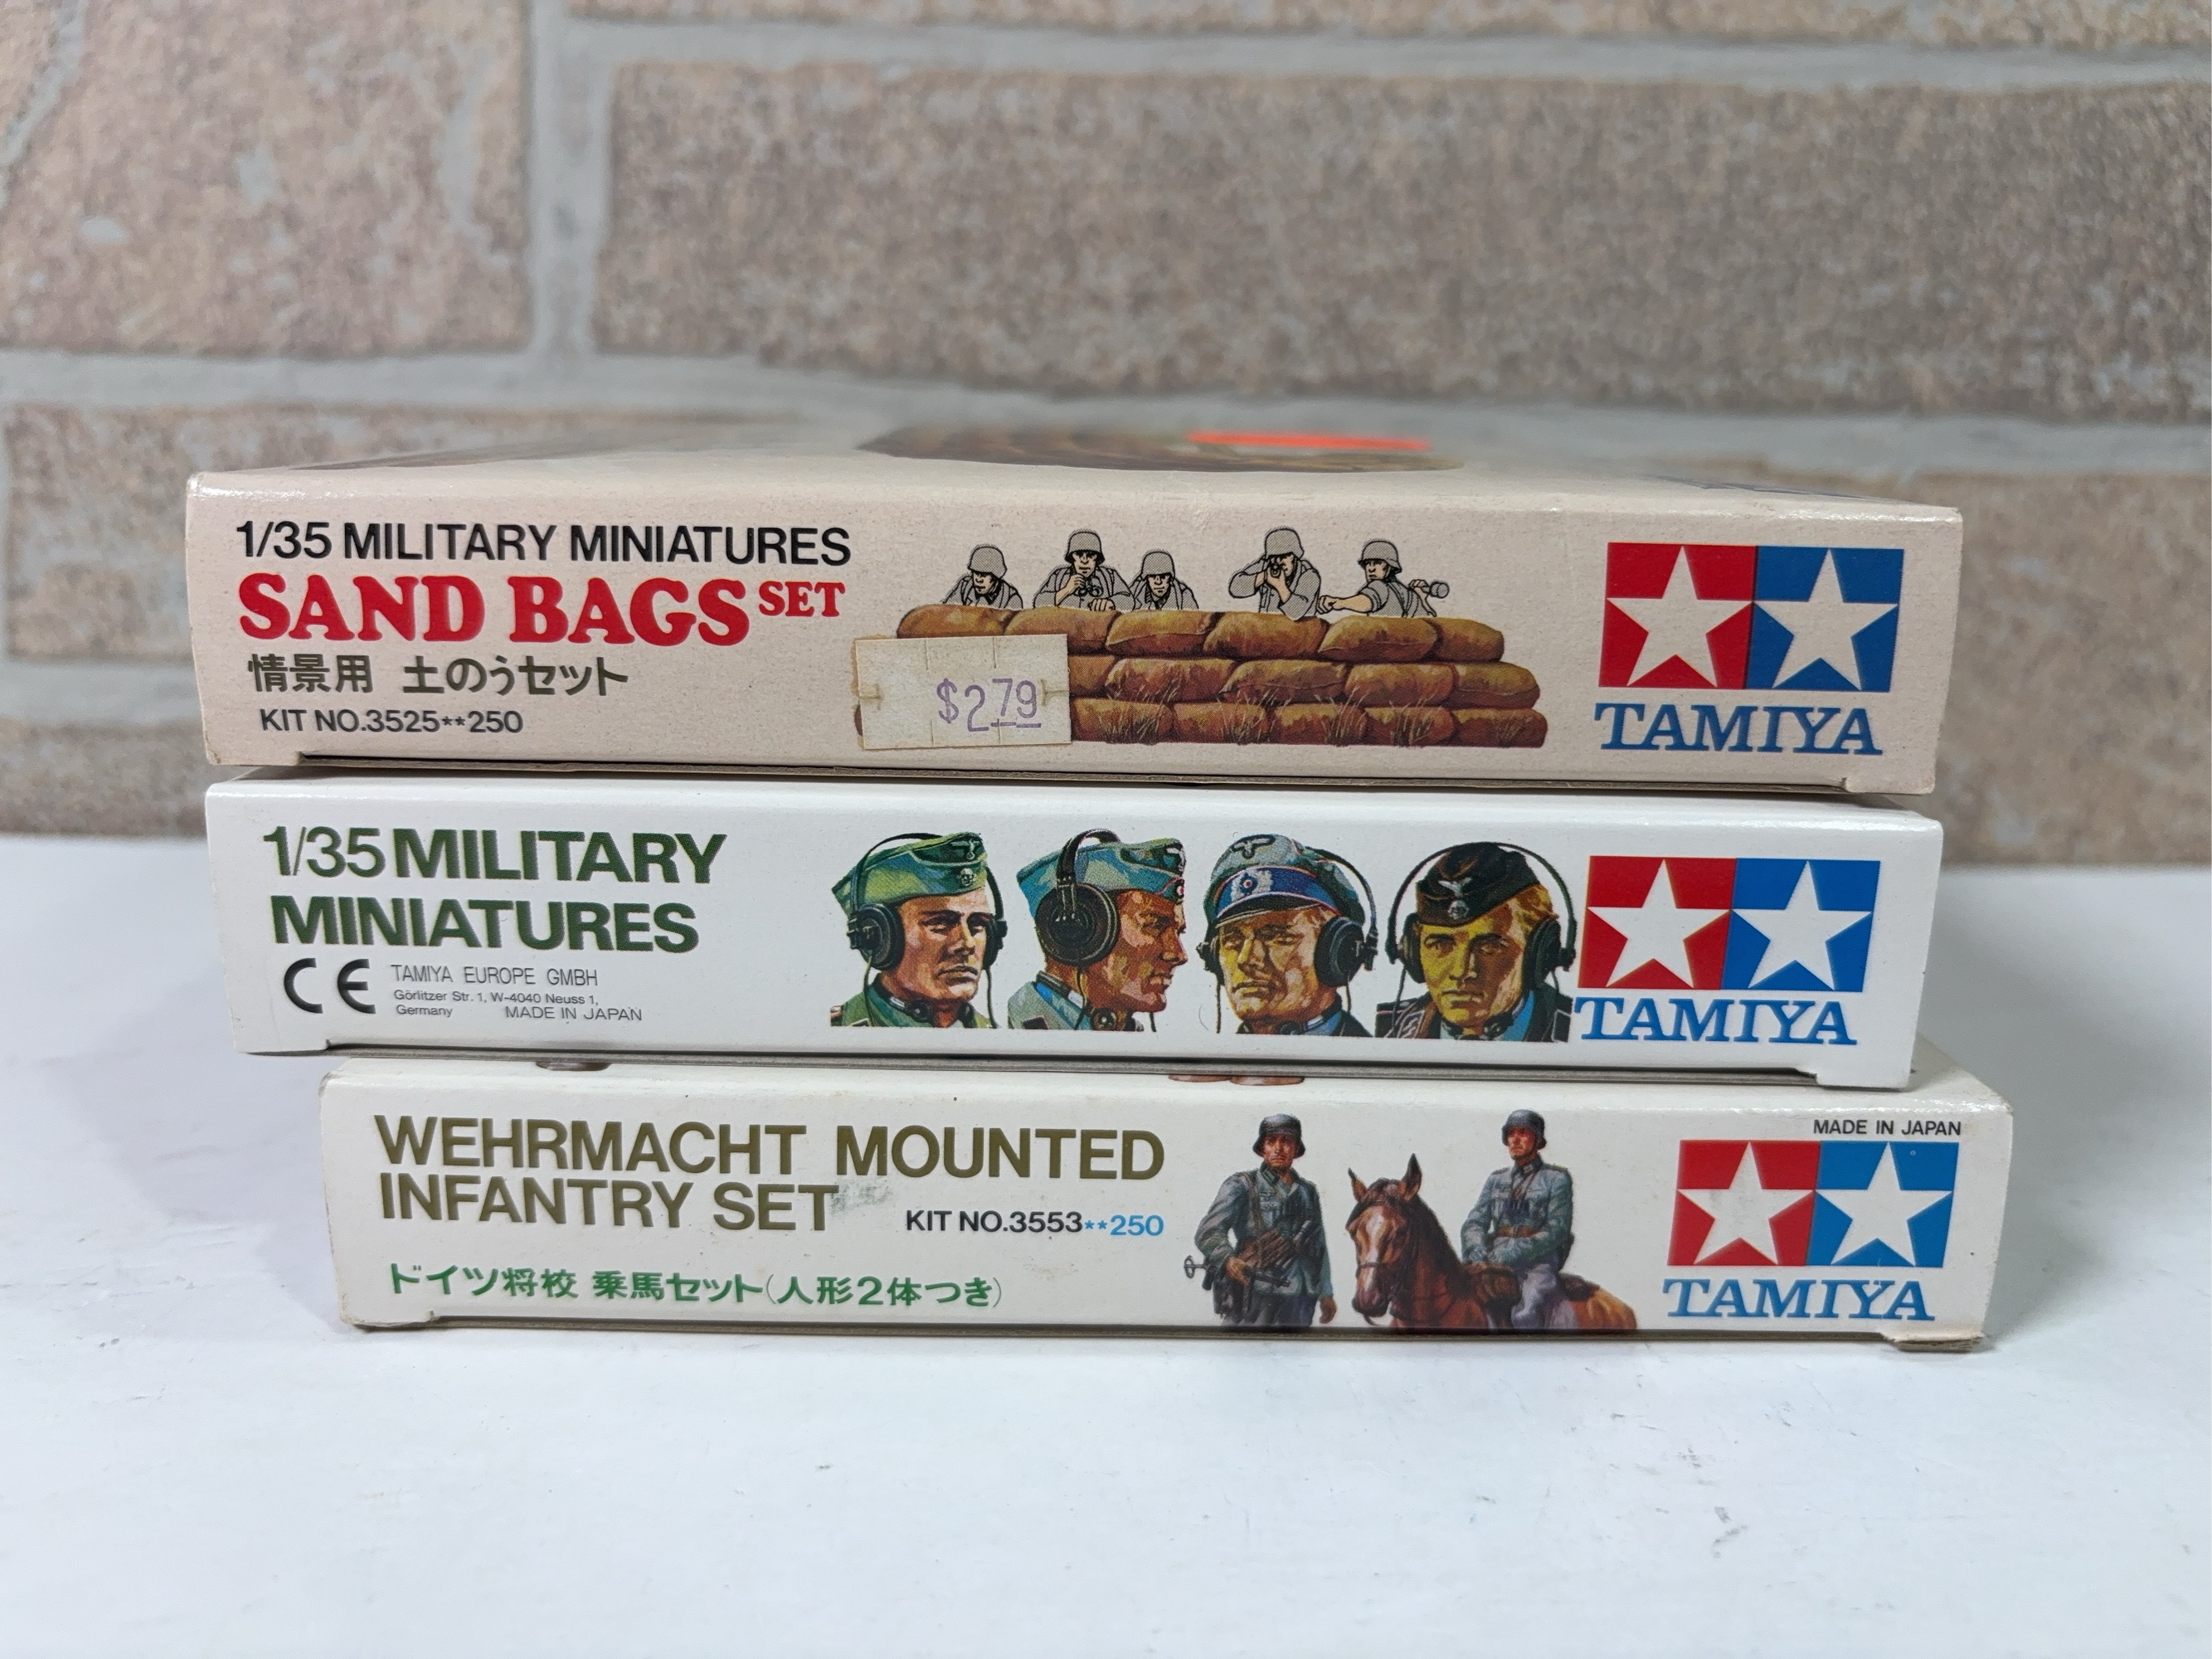 1/35 MILITARY MINIATURES
SAND BAGS SET
情景用 土のうセット
KIT NO.3525**250
$2.79
TAMIYA
1/35 MILITARY
MINIATURES
CE
TAMIYA EUROPE GMBH
Görlitzer Str. 1, W-4040 Neuss 1,
Germany MADE IN JAPAN
TAMIYA
WEHRMACHT MOUNTED
INFANTRY SET
KIT NO.3553**250
ドイツ将校 乗馬セット(人形2体つき)
MADE IN JAPAN
TAMIYA